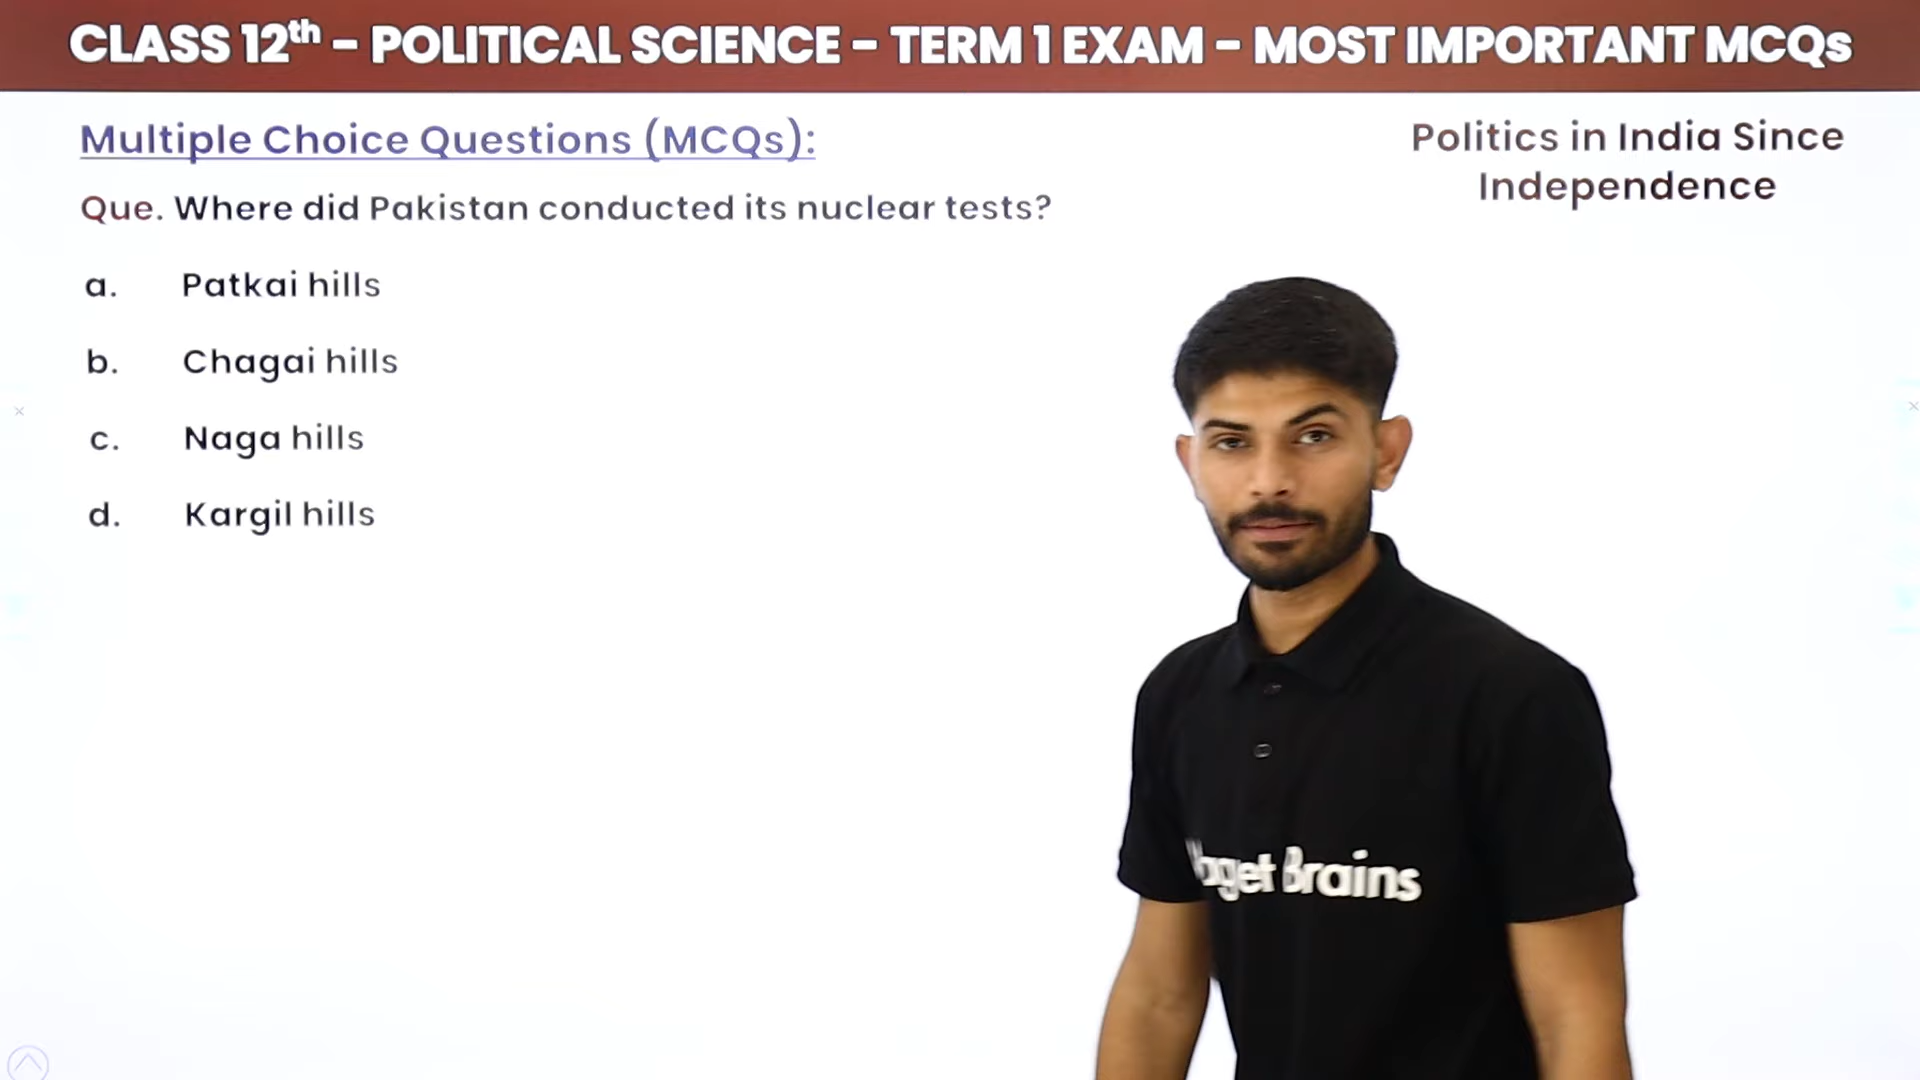 CLASS 12th - POLITICAL SCIENCE - TERM 1 EXAM - MOST IMPORTANT MCQs
Multiple Choice Questions (MCQs):
Politics in India Since
Independence
Que. Where did Pakistan conducted its nuclear tests?
a. Patkai hills
b. Chagai hills
c. Naga hills
d. Kargil hills
Brains